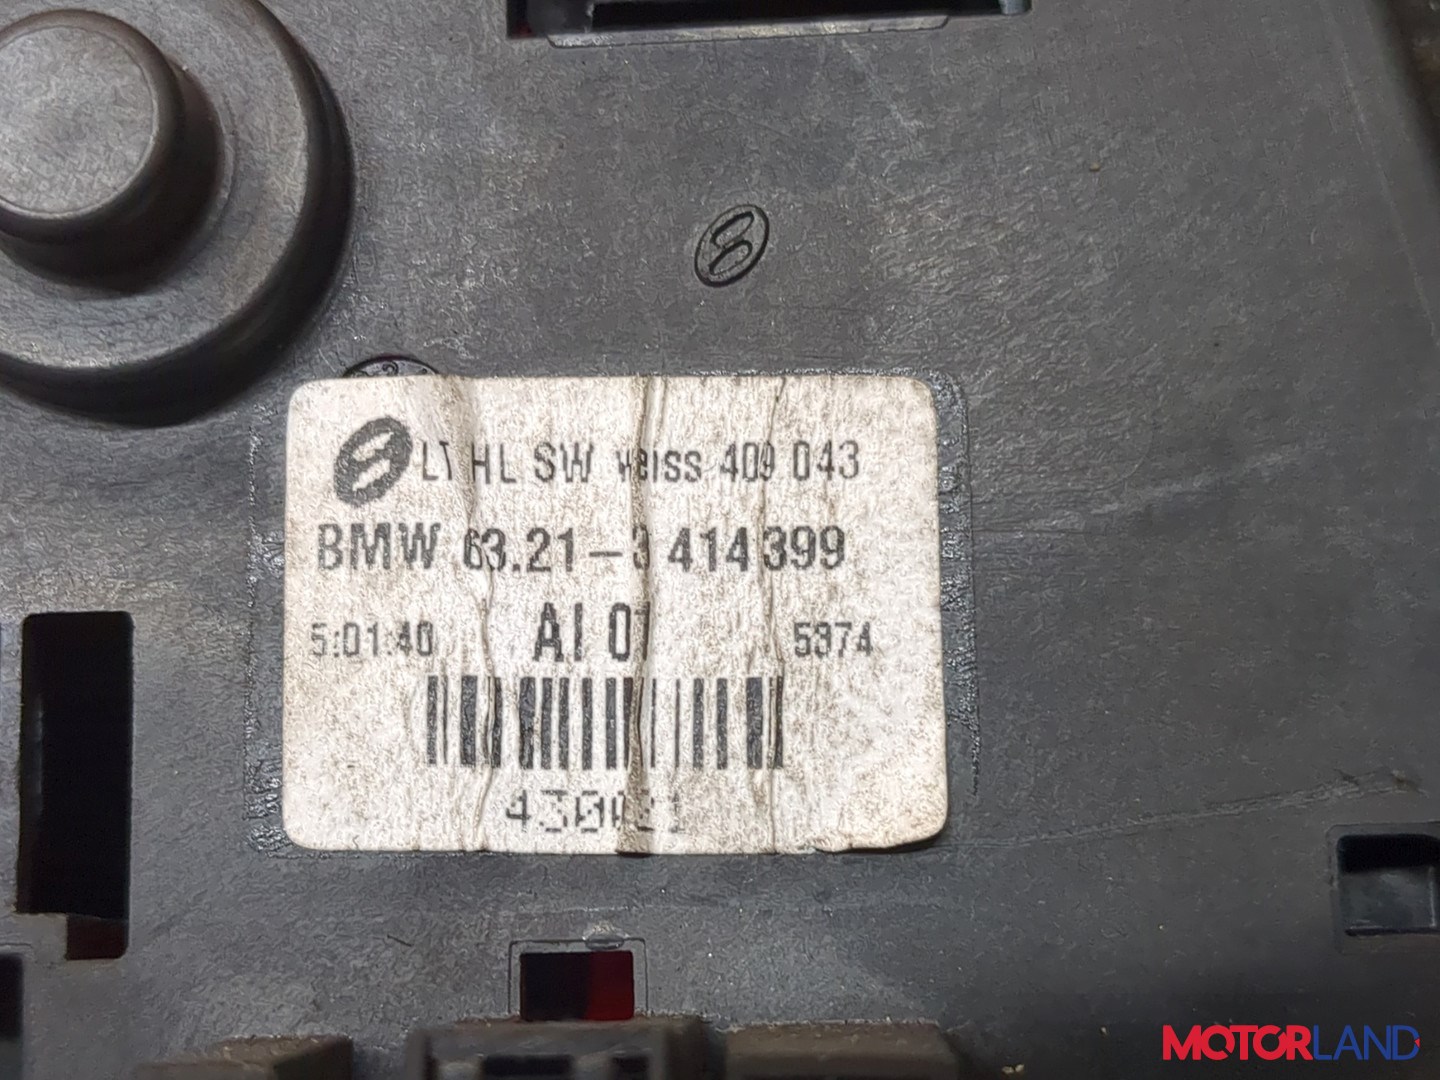 LT HL SW weiss 409 043
BMW 63.21-3 414 399
5:01:40 AI 07 5374
430021
MOTORLAND